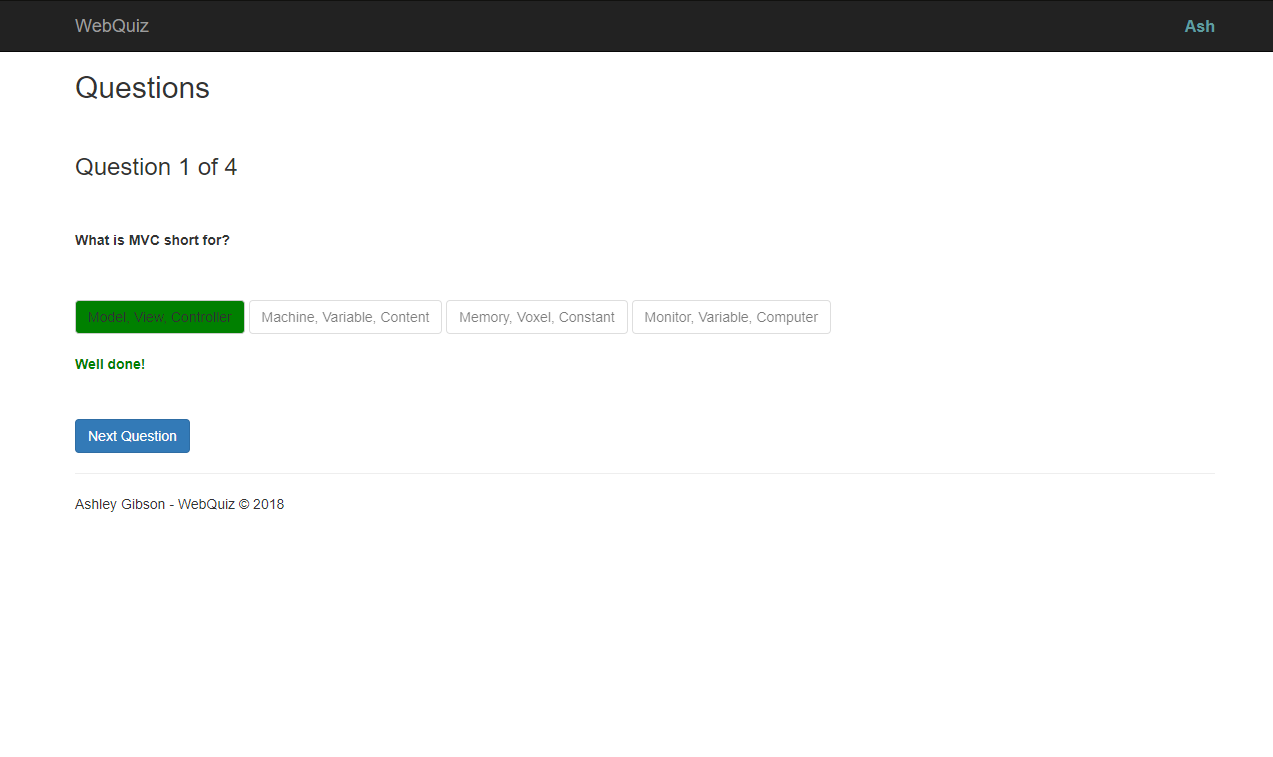 WebQuiz Ash
Questions
Question 1 of 4
What is MVC short for?
Model, View, Controller Machine, Variable, Content Memory, Voxel, Constant Monitor, Variable, Computer
Well done!
Next Question
Ashley Gibson - WebQuiz © 2018